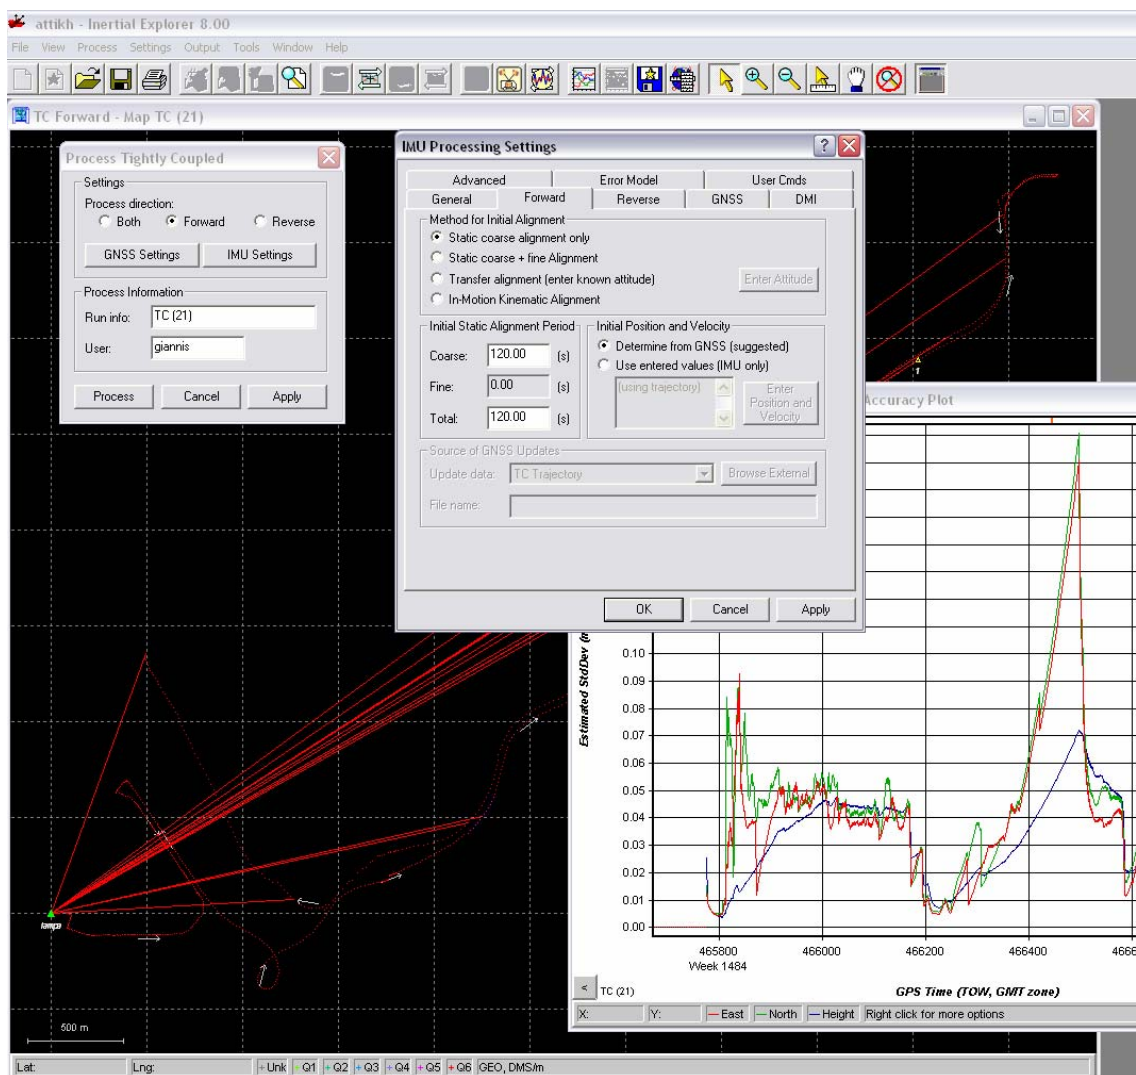 attikh - Inertial Explorer 8.00
File View Process Settings Output Tools Window Help
TC Forward - Map TC (21)
Process Tightly Coupled
Settings
Process direction:
Both Forward Reverse
GNSS Settings IMU Settings
Process Information
Run info: TC (21)
User: giannis
Process Cancel Apply
IMU Processing Settings
Advanced Error Model User Cmds
General Forward Reverse GNSS DMI
Method for Initial Alignment
Static coarse alignment only
Static coarse + fine Alignment
Transfer alignment (enter known attitude) Enter Attitude
In-Motion Kinematic Alignment
Initial Static Alignment Period
Coarse: 120.00 (s)
Fine: 0.00 (s)
Total: 120.00 (s)
Initial Position and Velocity
Determine from GNSS (suggested)
Use entered values (IMU only)
(using trajectory)
Enter
Position and
Velocity
Source of GNSS Updates
Update data: TC Trajectory Browse External
File name:
OK Cancel Apply
1
Accuracy Plot
Estimated StdDev (m
0.10
0.09
0.08
0.07
0.06
0.05
0.04
0.03
0.02
0.01
0.00
465800 466000 466200 466400 4666
Week 1484
< TC (21) GPS Time (TOW, GMT zone)
X: Y: East North Height Right click for more options
500 m
Lat: Lng: Unk Q1 Q2 Q3 Q4 Q5 Q6 GEO, DMS/m